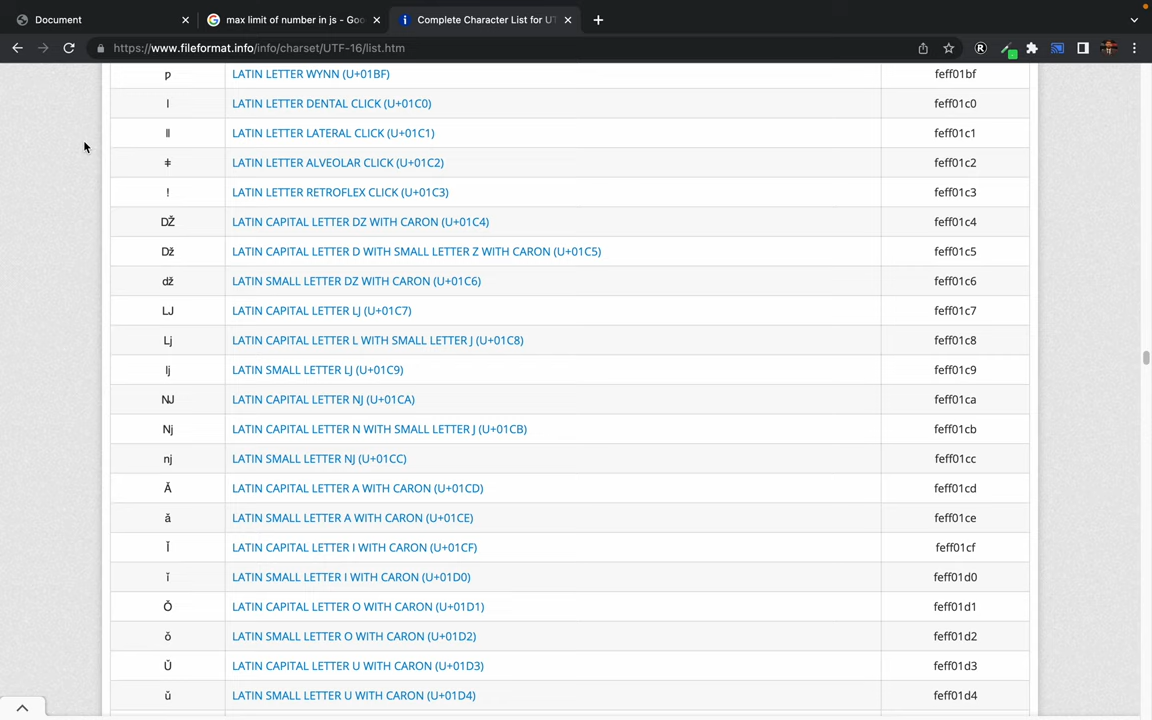 Document
max limit of number in js - Goo
Complete Character List for UT
https://www.fileformat.info/info/charset/UTF-16/list.htm
ƿ LATIN LETTER WYNN (U+01BF) feff01bf
ǀ LATIN LETTER DENTAL CLICK (U+01C0) feff01c0
ǁ LATIN LETTER LATERAL CLICK (U+01C1) feff01c1
ǂ LATIN LETTER ALVEOLAR CLICK (U+01C2) feff01c2
ǃ LATIN LETTER RETROFLEX CLICK (U+01C3) feff01c3
Ǆ LATIN CAPITAL LETTER DZ WITH CARON (U+01C4) feff01c4
ǅ LATIN CAPITAL LETTER D WITH SMALL LETTER Z WITH CARON (U+01C5) feff01c5
ǆ LATIN SMALL LETTER DZ WITH CARON (U+01C6) feff01c6
Ǉ LATIN CAPITAL LETTER LJ (U+01C7) feff01c7
ǈ LATIN CAPITAL LETTER L WITH SMALL LETTER J (U+01C8) feff01c8
ǉ LATIN SMALL LETTER LJ (U+01C9) feff01c9
Ǌ LATIN CAPITAL LETTER NJ (U+01CA) feff01ca
ǋ LATIN CAPITAL LETTER N WITH SMALL LETTER J (U+01CB) feff01cb
ǌ LATIN SMALL LETTER NJ (U+01CC) feff01cc
Ǎ LATIN CAPITAL LETTER A WITH CARON (U+01CD) feff01cd
ǎ LATIN SMALL LETTER A WITH CARON (U+01CE) feff01ce
Ǐ LATIN CAPITAL LETTER I WITH CARON (U+01CF) feff01cf
ǐ LATIN SMALL LETTER I WITH CARON (U+01D0) feff01d0
Ǒ LATIN CAPITAL LETTER O WITH CARON (U+01D1) feff01d1
ǒ LATIN SMALL LETTER O WITH CARON (U+01D2) feff01d2
Ǔ LATIN CAPITAL LETTER U WITH CARON (U+01D3) feff01d3
ǔ LATIN SMALL LETTER U WITH CARON (U+01D4) feff01d4